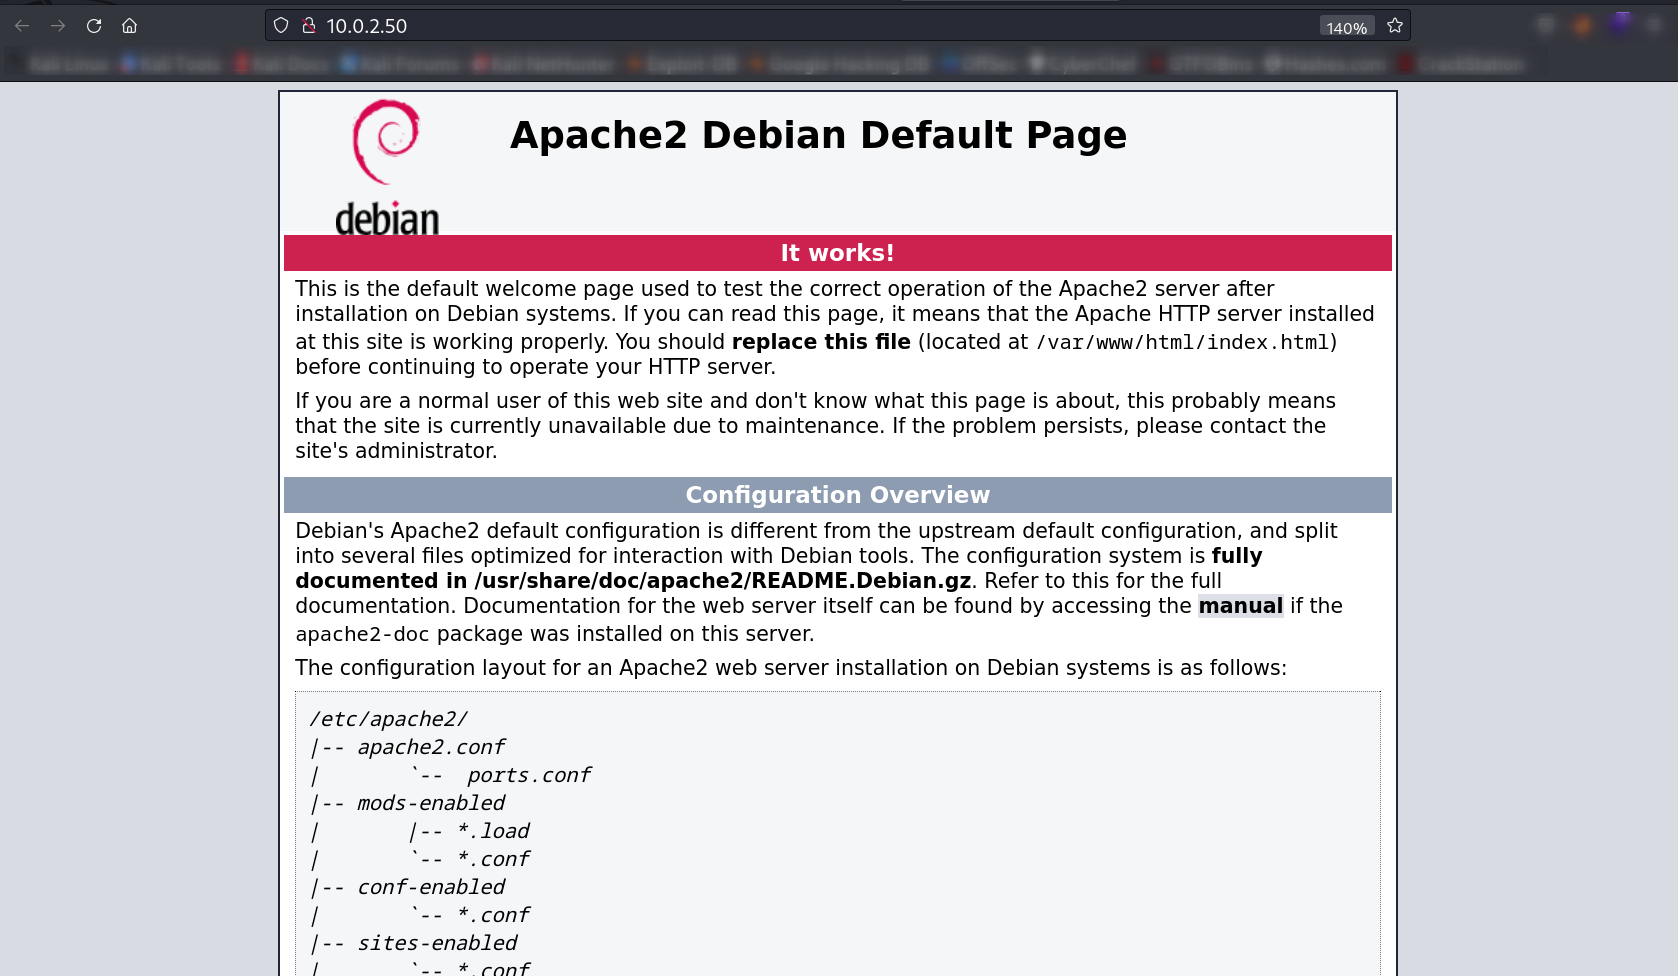 10.0.2.50
140%
debian
Apache2 Debian Default Page
It works!
This is the default welcome page used to test the correct operation of the Apache2 server after
installation on Debian systems. If you can read this page, it means that the Apache HTTP server installed
at this site is working properly. You should replace this file (located at /var/www/html/index.html)
before continuing to operate your HTTP server.
If you are a normal user of this web site and don't know what this page is about, this probably means
that the site is currently unavailable due to maintenance. If the problem persists, please contact the
site's administrator.
Configuration Overview
Debian's Apache2 default configuration is different from the upstream default configuration, and split
into several files optimized for interaction with Debian tools. The configuration system is fully
documented in /usr/share/doc/apache2/README.Debian.gz. Refer to this for the full
documentation. Documentation for the web server itself can be found by accessing the manual if the
apache2-doc package was installed on this server.
The configuration layout for an Apache2 web server installation on Debian systems is as follows:
/etc/apache2/
|-- apache2.conf
|       `--  ports.conf
|-- mods-enabled
|       |-- *.load
|       `-- *.conf
|-- conf-enabled
|       `-- *.conf
|-- sites-enabled
|       `-- *.conf